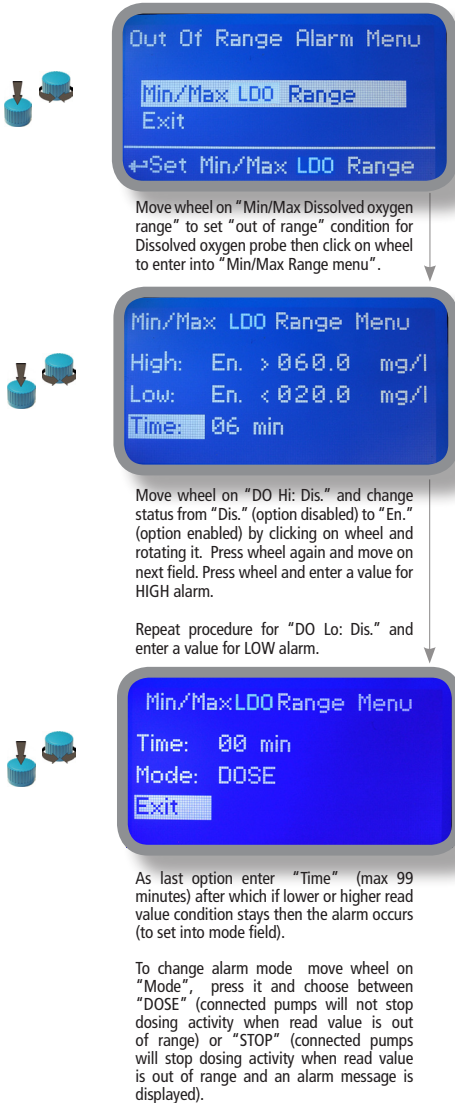 Out Of Range Alarm Menu
Min/Max LDO Range
Exit
↵Set Min/Max LDO Range
Move wheel on "Min/Max Dissolved oxygen
range" to set "out of range" condition for
Dissolved oxygen probe then click on wheel
to enter into "Min/Max Range menu".
Min/Max LDO Range Menu
High: En. >060.0 mg/l
Low: En. <020.0 mg/l
Time: 06 min
Move wheel on "DO Hi: Dis." and change
status from "Dis." (option disabled) to "En."
(option enabled) by clicking on wheel and
rotating it. Press wheel again and move on
next field. Press wheel and enter a value for
HIGH alarm.
Repeat procedure for "DO Lo: Dis." and
enter a value for LOW alarm.
Min/Max LDO Range Menu
Time: 00 min
Mode: DOSE
Exit
As last option enter "Time" (max 99
minutes) after which if lower or higher read
value condition stays then the alarm occurs
(to set into mode field).
To change alarm mode move wheel on
"Mode", press it and choose between
"DOSE" (connected pumps will not stop
dosing activity when read value is out
of range) or "STOP" (connected pumps
will stop dosing activity when read value
is out of range and an alarm message is
displayed).